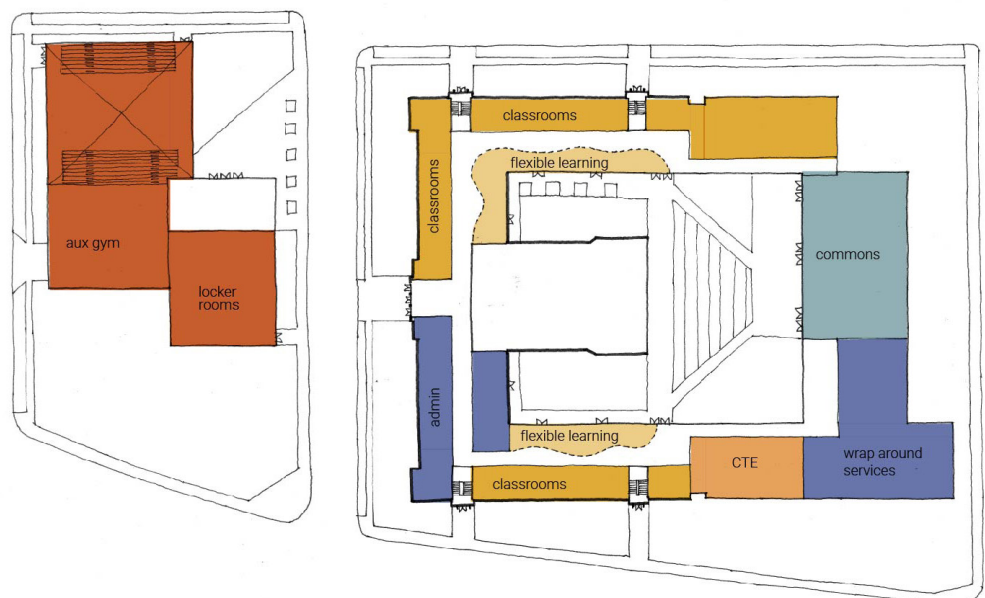 aux gym
locker
rooms
classrooms
flexible learning
classrooms
commons
admin
flexible learning
CTE
wrap around
services
classrooms